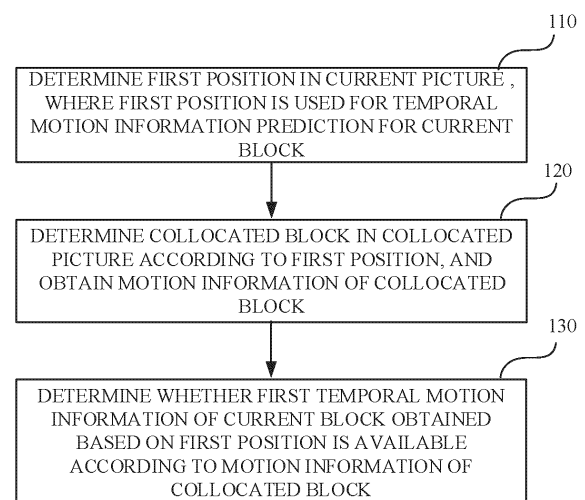 110
DETERMINE FIRST POSITION IN CURRENT PICTURE ,
WHERE FIRST POSITION IS USED FOR TEMPORAL
MOTION INFORMATION PREDICTION FOR CURRENT
BLOCK
120
DETERMINE COLLOCATED BLOCK IN COLLOCATED
PICTURE ACCORDING TO FIRST POSITION, AND
OBTAIN MOTION INFORMATION OF COLLOCATED
BLOCK
130
DETERMINE WHETHER FIRST TEMPORAL MOTION
INFORMATION OF CURRENT BLOCK OBTAINED
BASED ON FIRST POSITION IS AVAILABLE
ACCORDING TO MOTION INFORMATION OF
COLLOCATED BLOCK